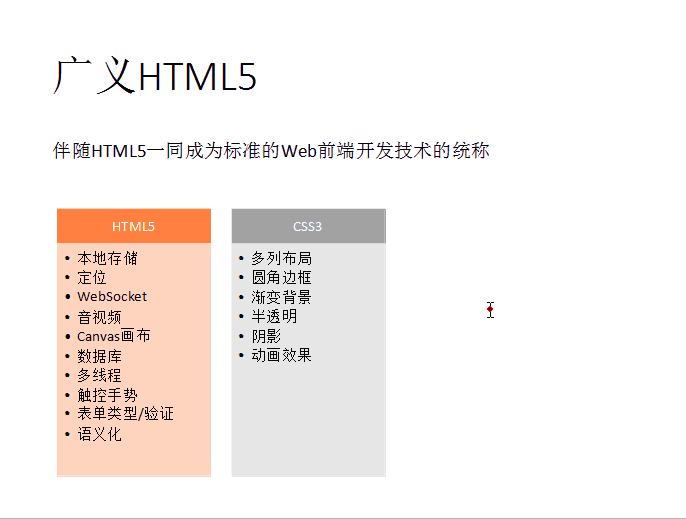 广义HTML5
伴随HTML5一同成为标准的Web前端开发技术的统称
HTML5
• 本地存储
• 定位
• WebSocket
• 音视频
• Canvas画布
• 数据库
• 多线程
• 触控手势
• 表单类型/验证
• 语义化
CSS3
• 多列布局
• 圆角边框
• 渐变背景
• 半透明
• 阴影
• 动画效果